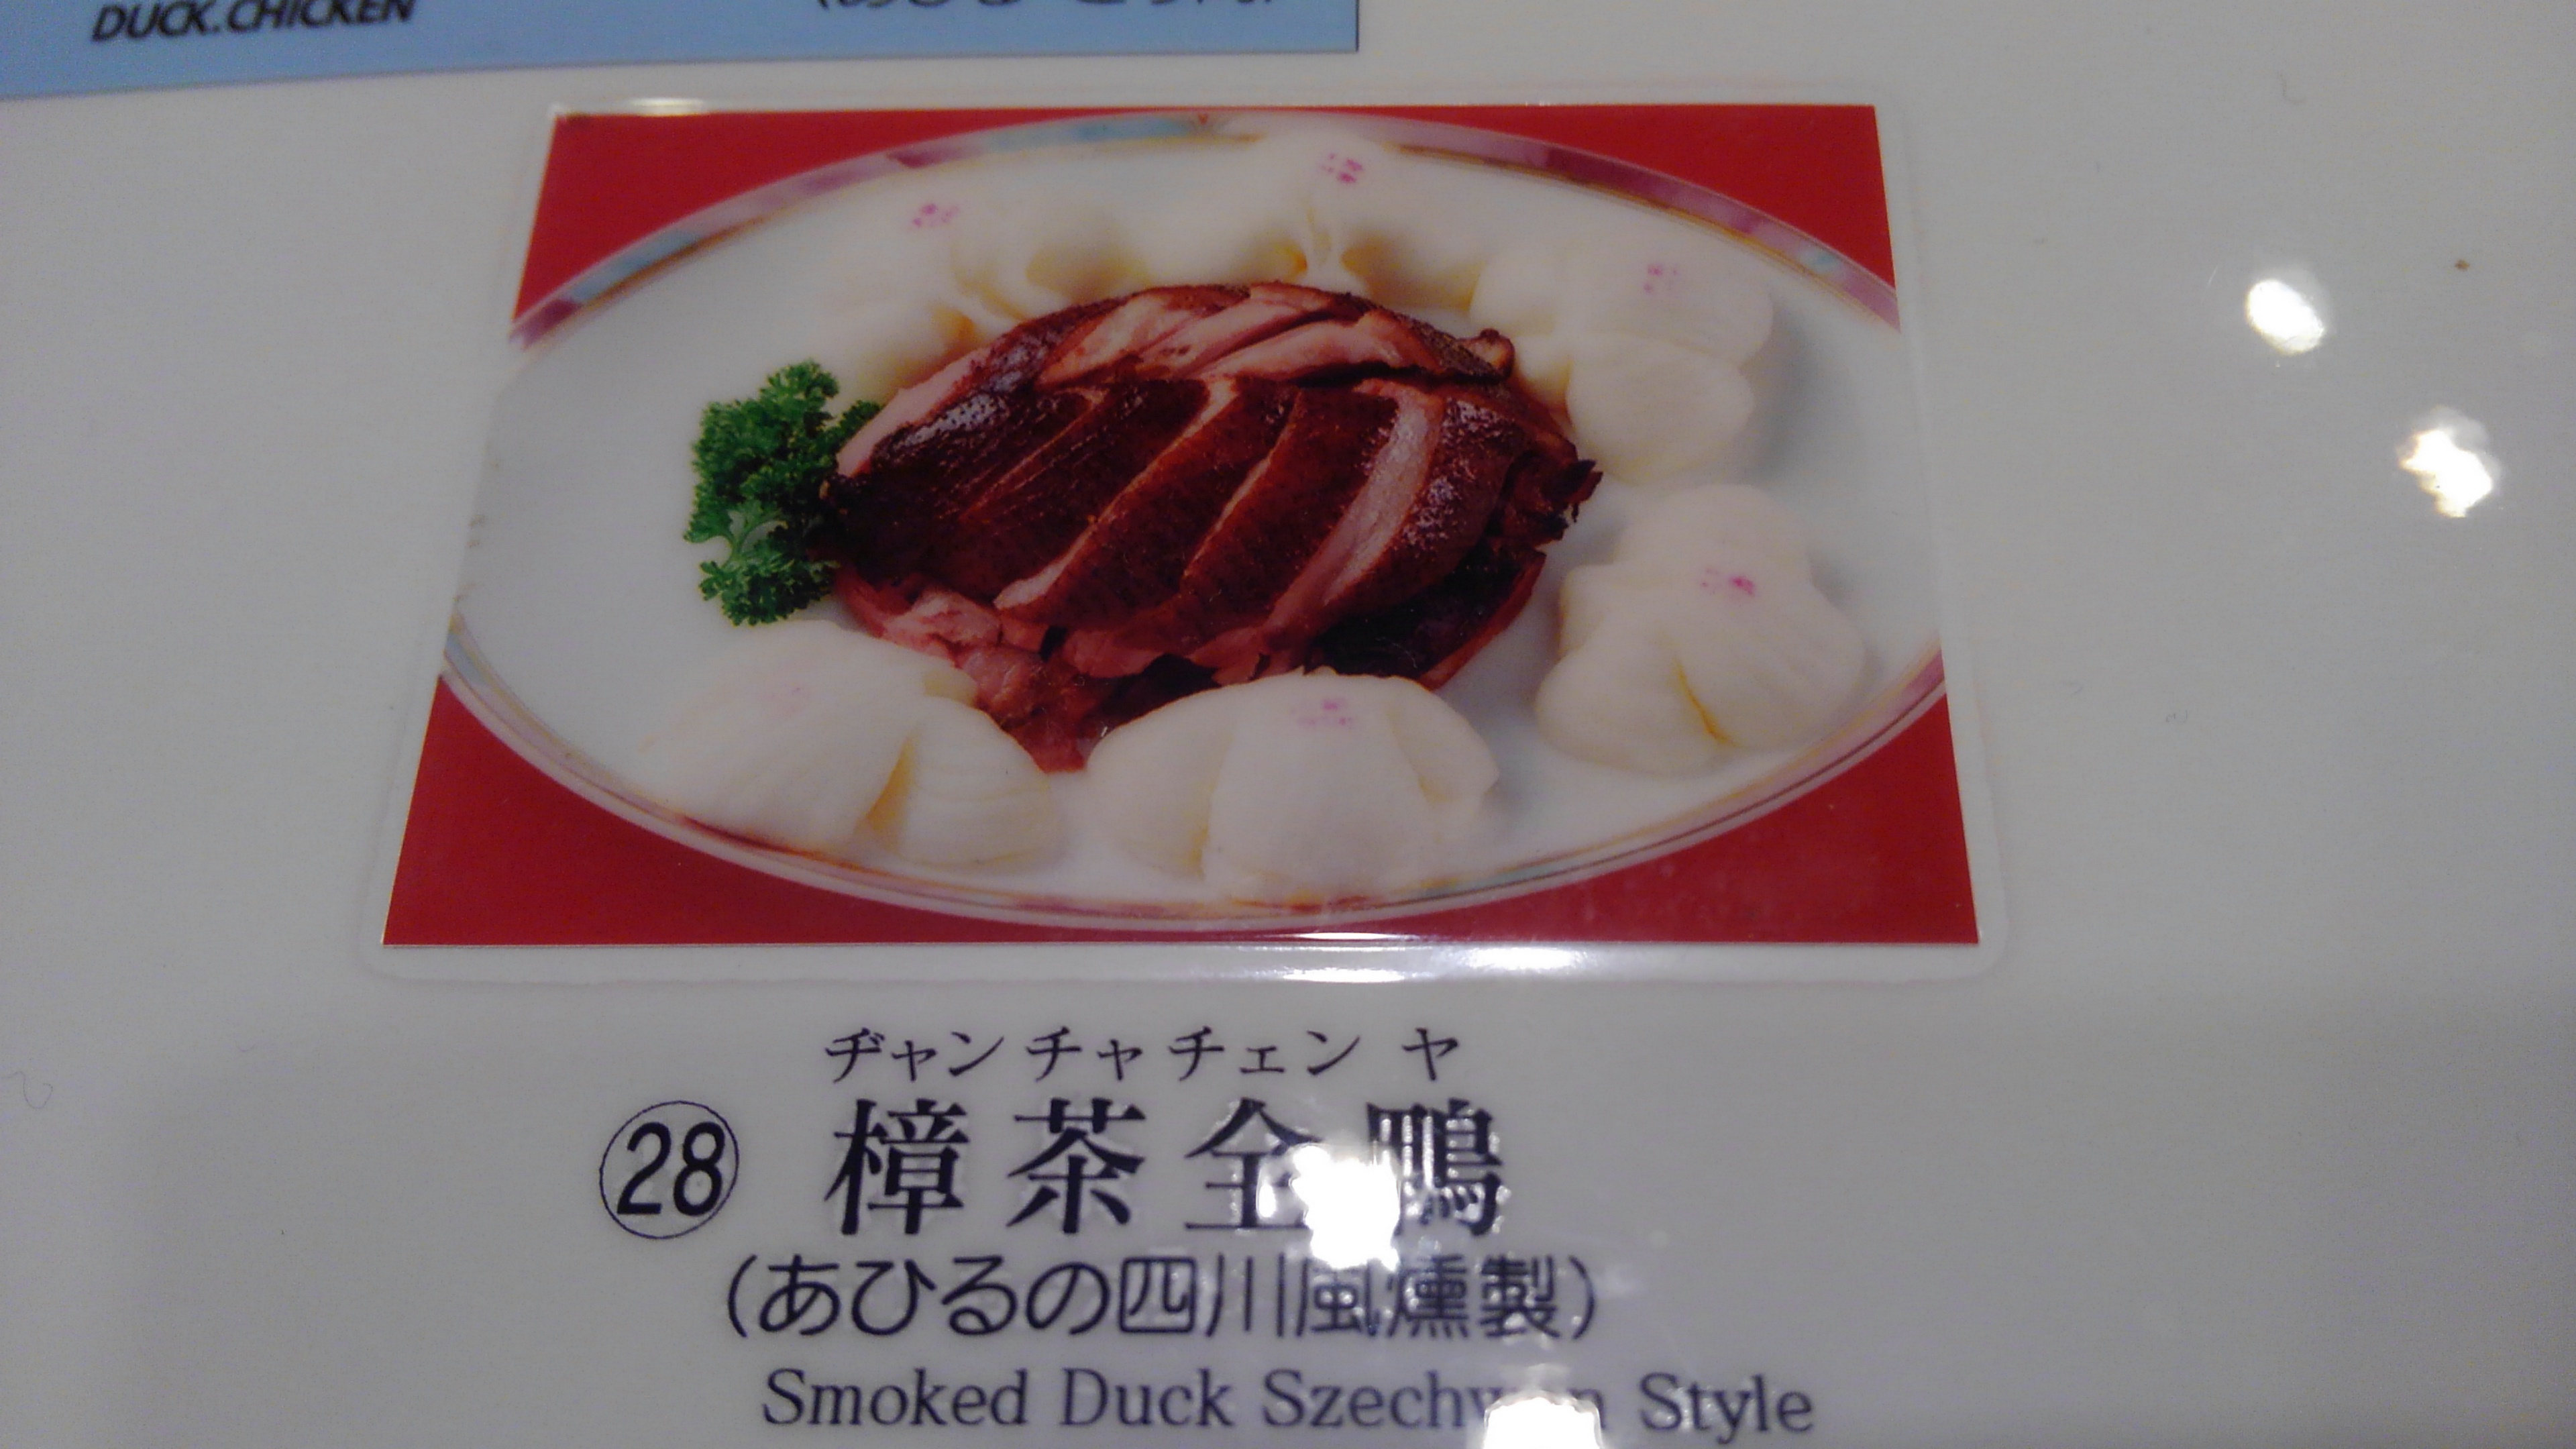 DUCK.CHICKEN
ヂャン チャ チェン ヤ
㉘ 樟茶全鴨
(あひるの四川風燻製)
Smoked Duck Szechwan Style